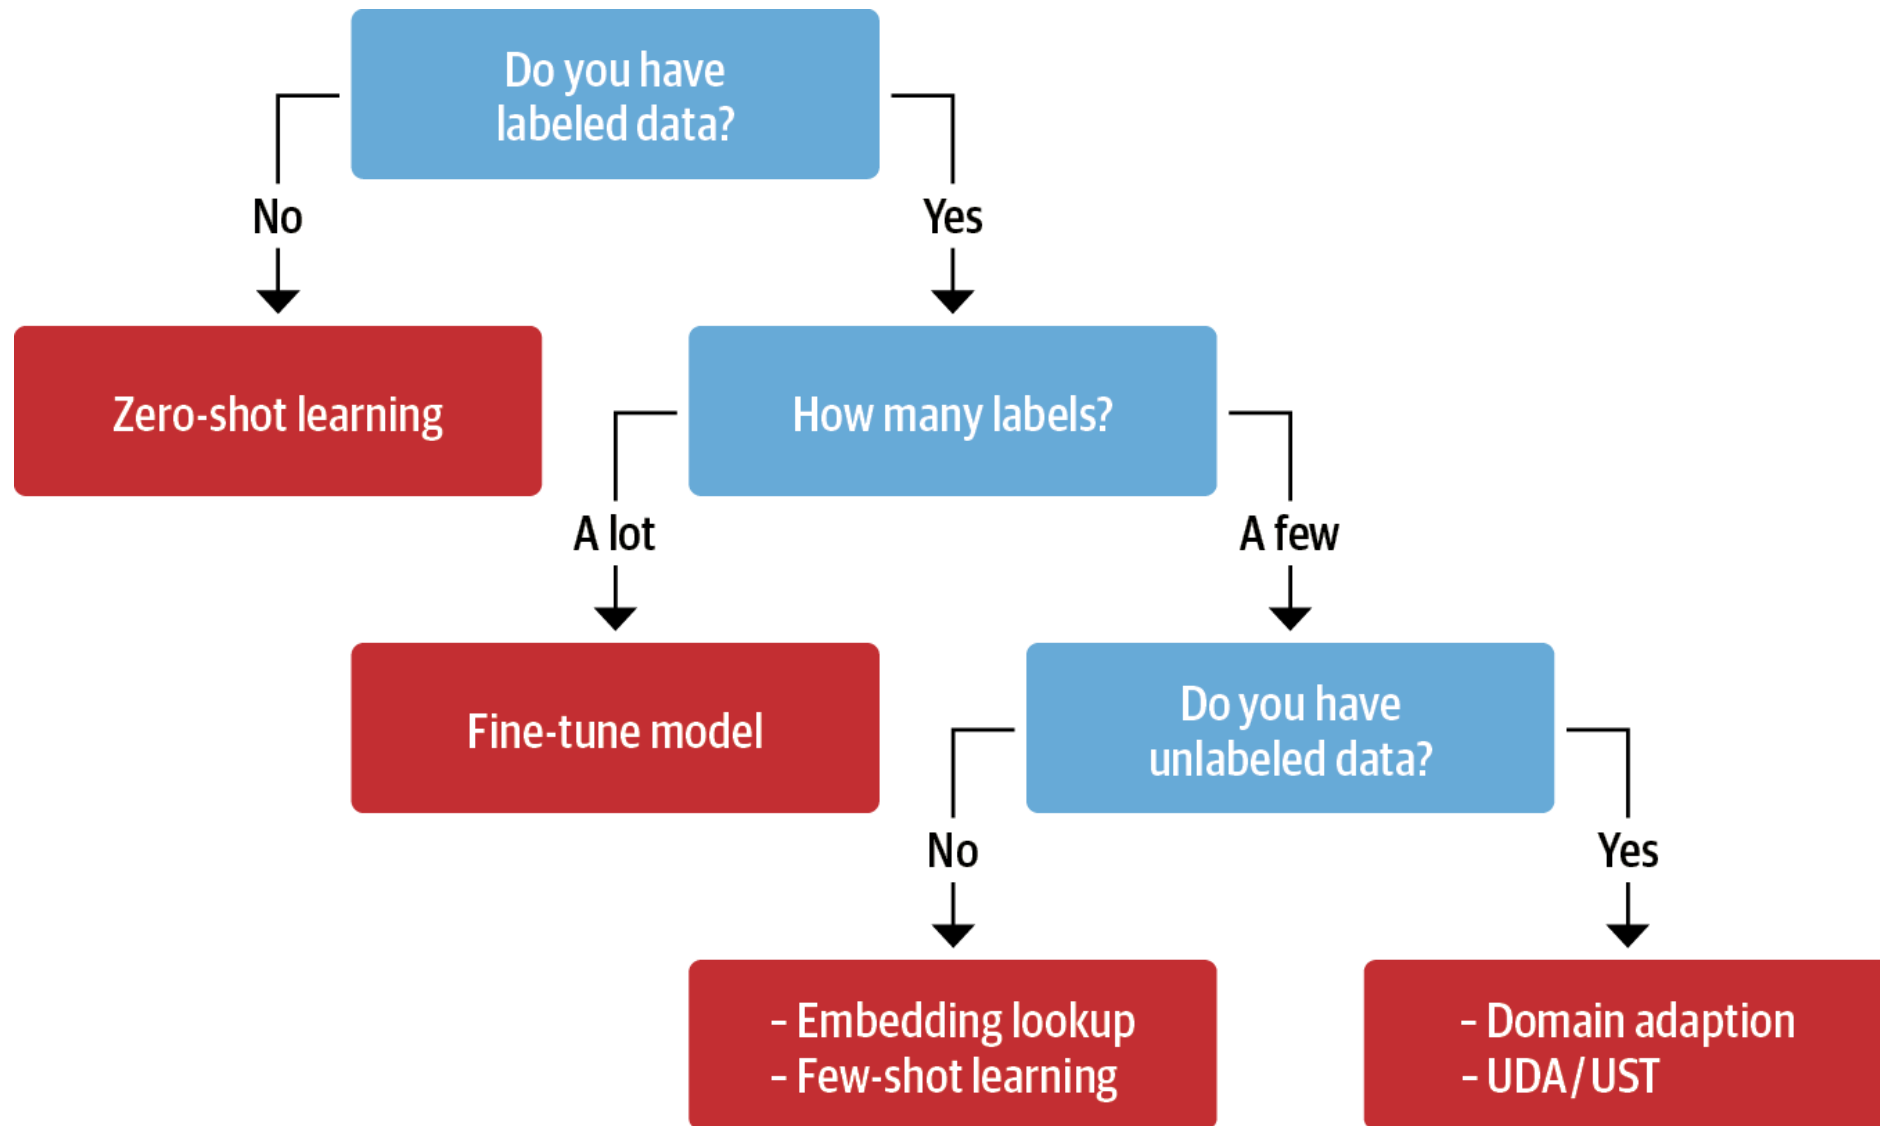 Do you have
labeled data?
No
Yes
Zero-shot learning
How many labels?
A lot
A few
Fine-tune model
Do you have
unlabeled data?
No
Yes
– Embedding lookup
– Few-shot learning
– Domain adaption
– UDA / UST